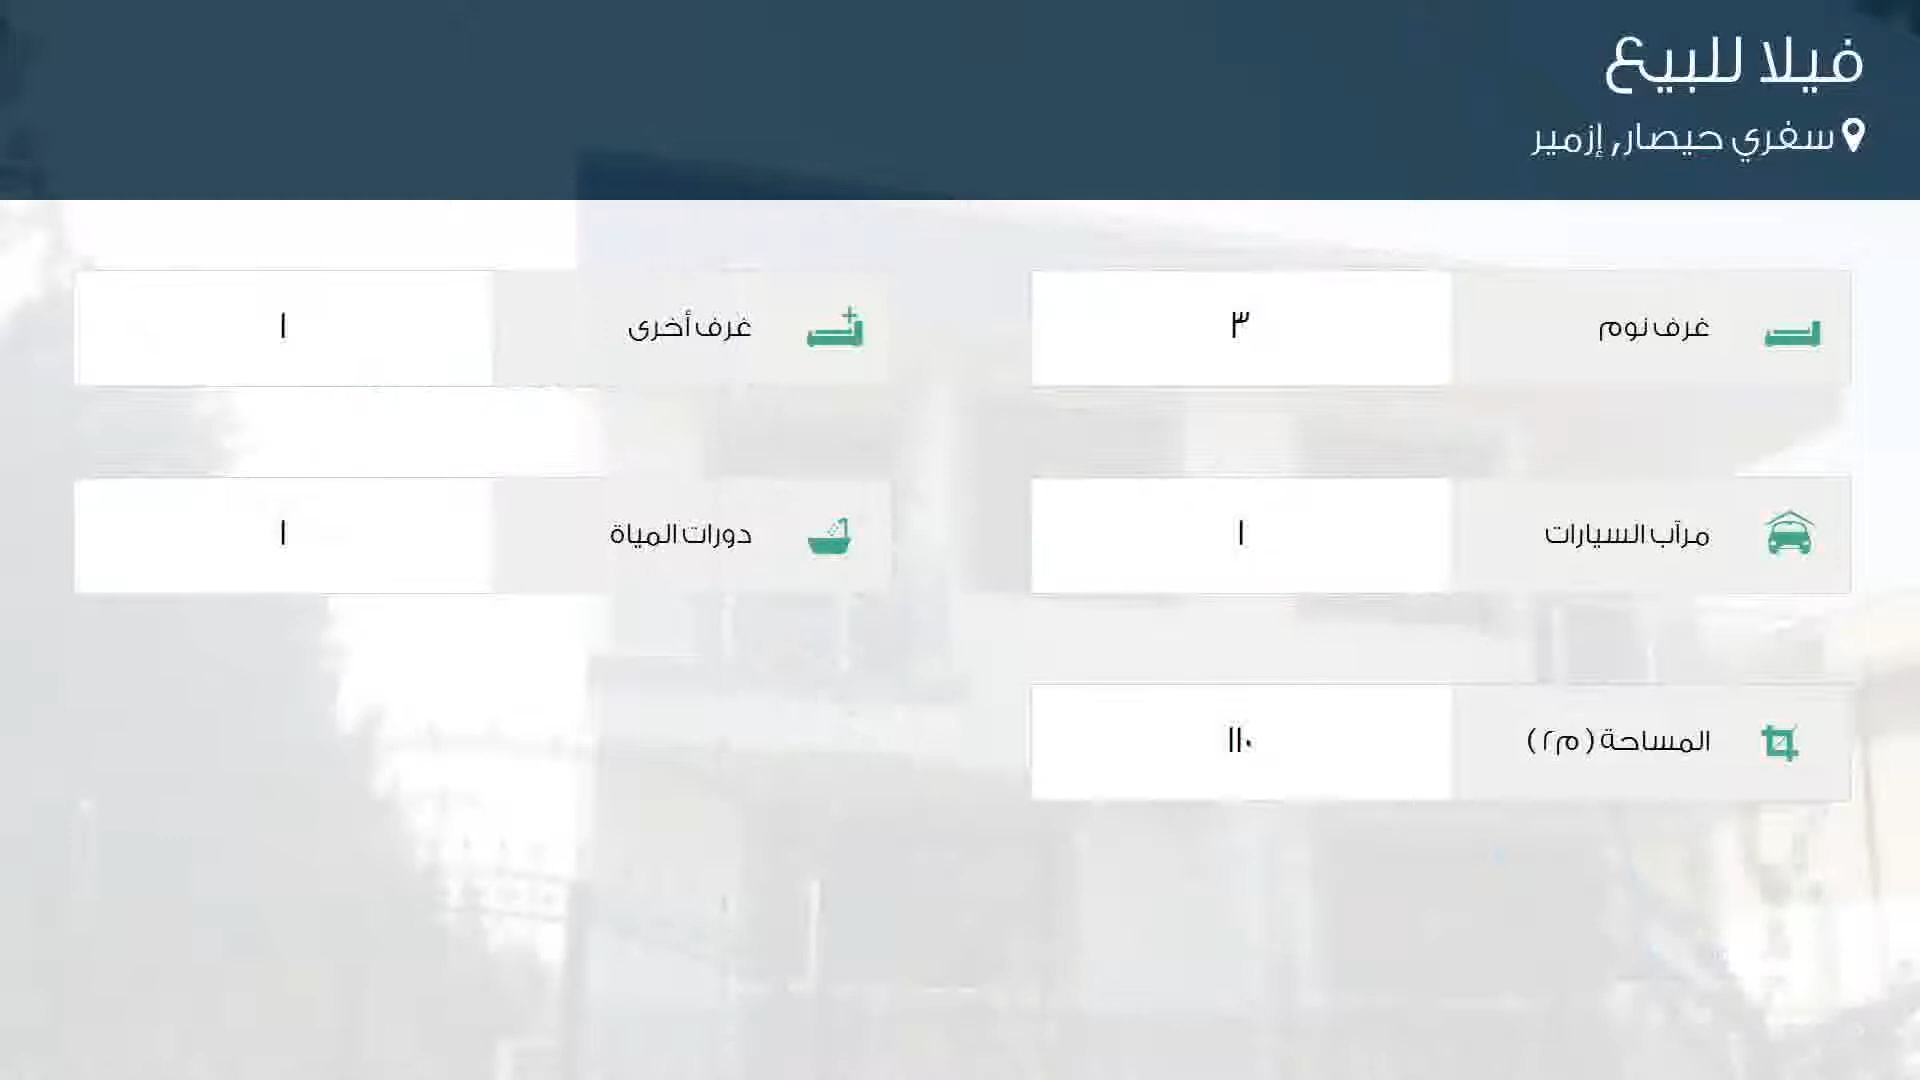 فيلا للبيع
سفري حيصار, إزمير
غرف نوم
٣
غرف أخرى
١
مرآب السيارات
١
دورات المياة
١
المساحة ( م٢ )
١١٠